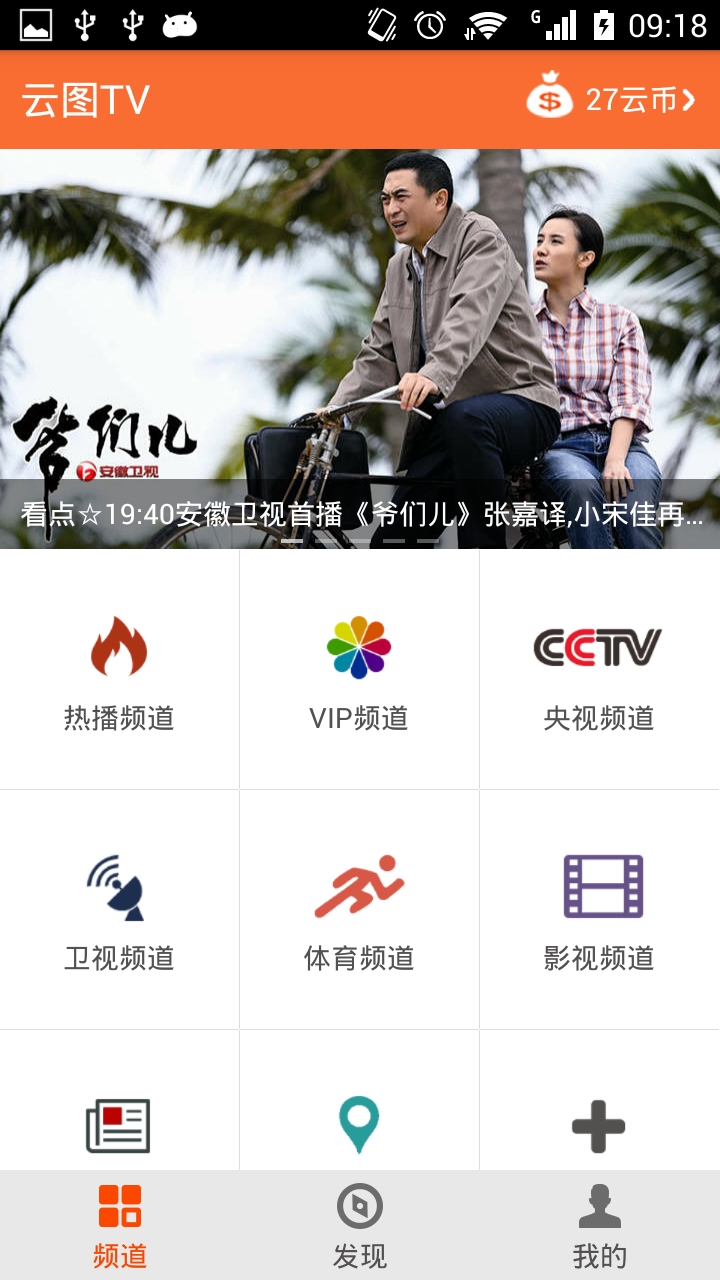 G 09:18
云图TV
$ 27云币
爷们儿
安徽卫视
看点☆19:40安徽卫视首播《爷们儿》张嘉译,小宋佳再...
热播频道 VIP频道 CCTV 央视频道
卫视频道 体育频道 影视频道
频道 发现 我的